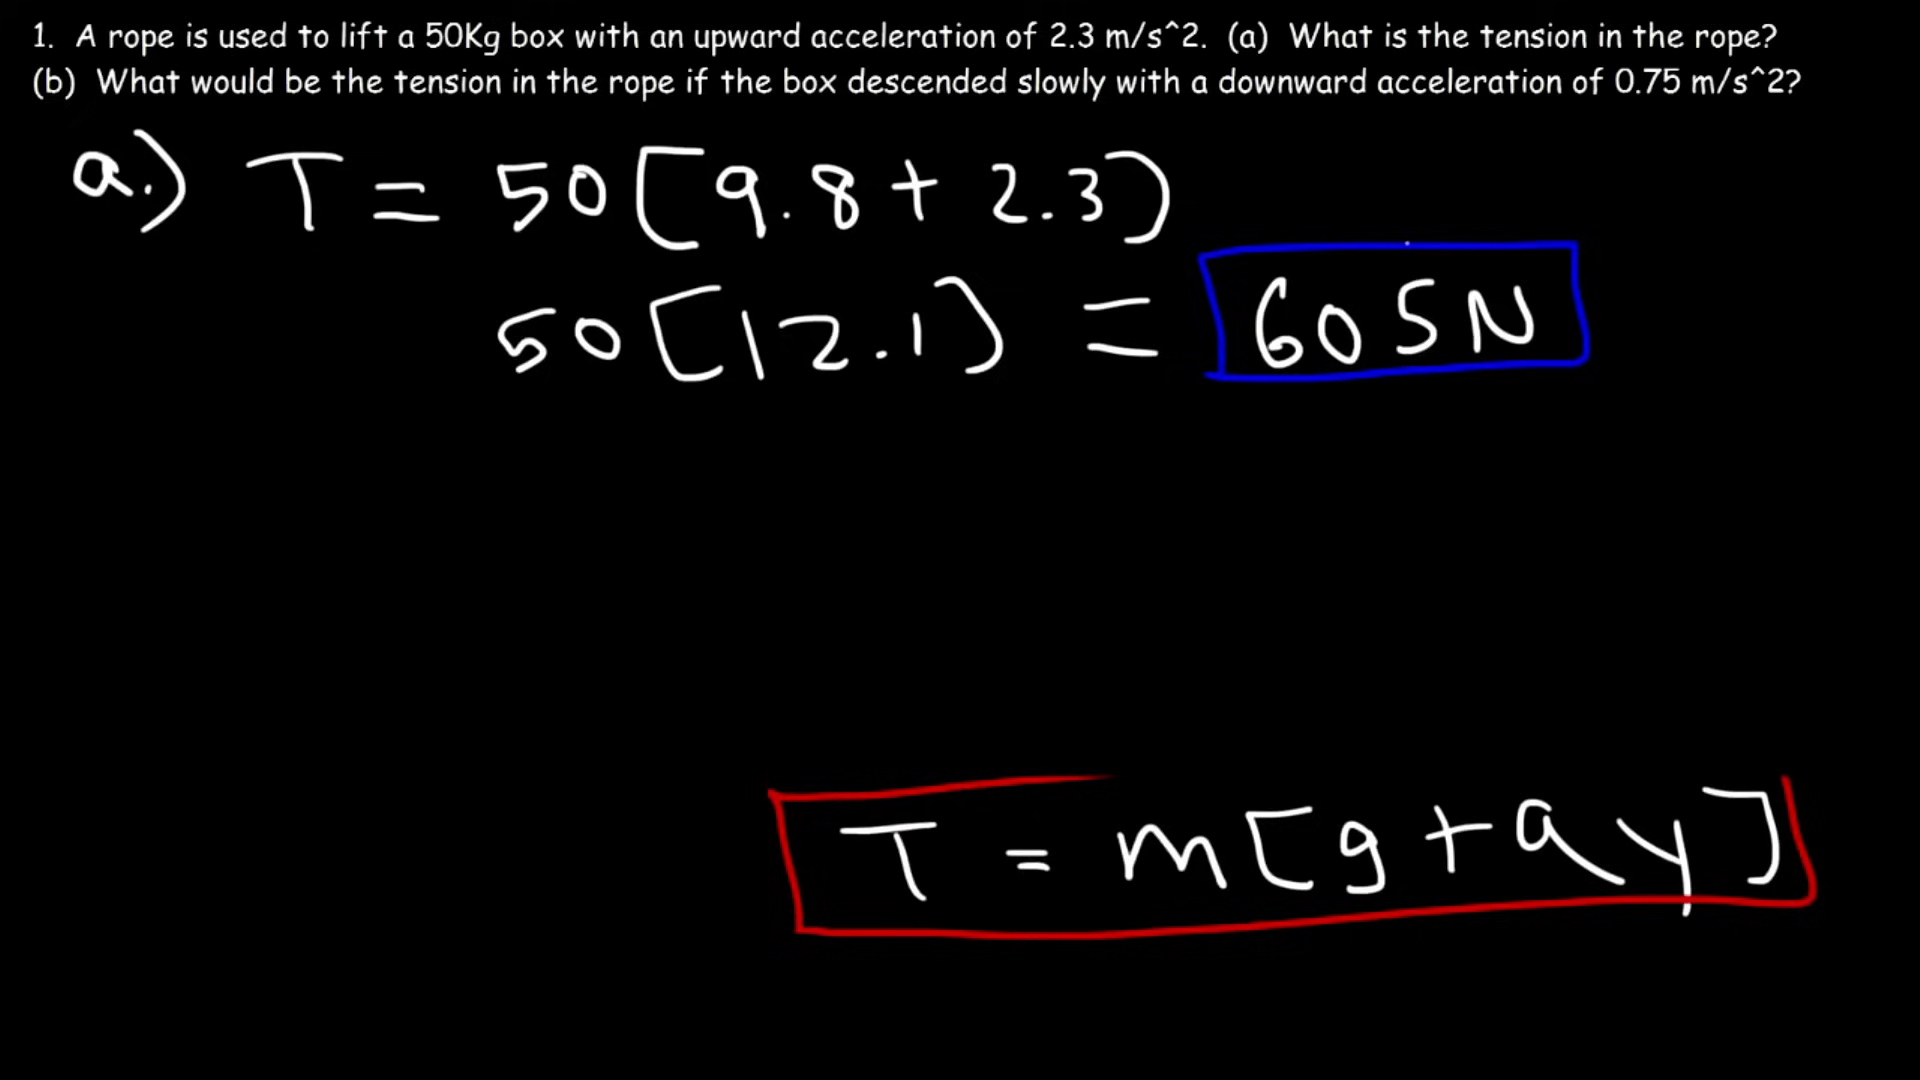 1. A rope is used to lift a 50Kg box with an upward acceleration of 2.3 m/s^2. (a) What is the tension in the rope?
(b) What would be the tension in the rope if the box descended slowly with a downward acceleration of 0.75 m/s^2?
a.) T = 50[9.8 + 2.3)
50[12.1) = 605N
T = m[g + ay]